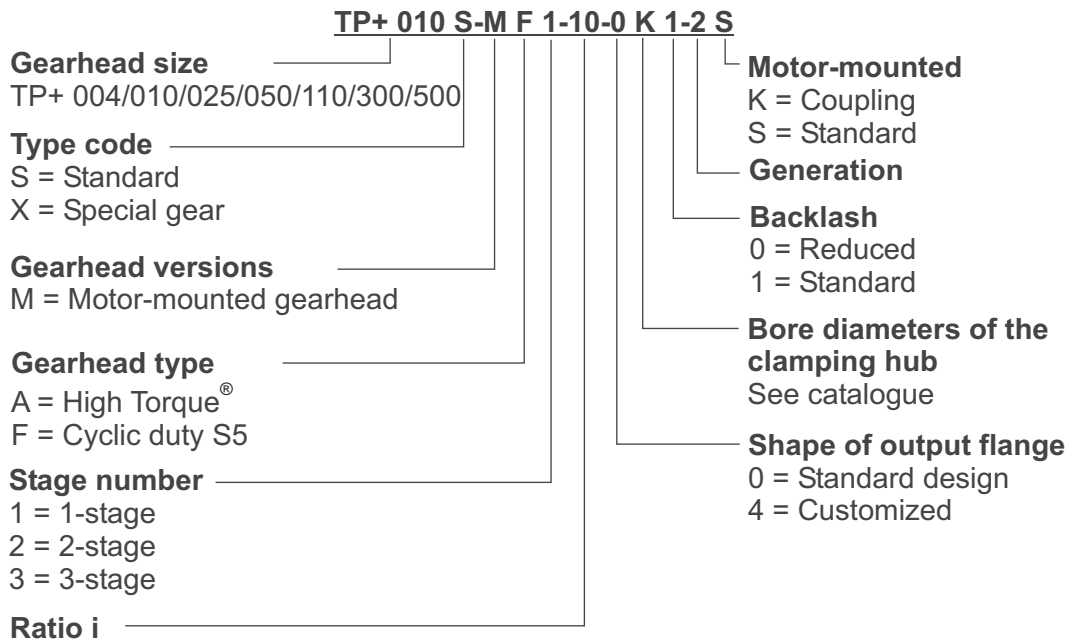 TP+ 010 S-M F 1-10-0 K 1-2 S
Gearhead size
TP+ 004/010/025/050/110/300/500
Type code
S = Standard
X = Special gear
Gearhead versions
M = Motor-mounted gearhead
Gearhead type
A = High Torque®
F = Cyclic duty S5
Stage number
1 = 1-stage
2 = 2-stage
3 = 3-stage
Ratio i
Motor-mounted
K = Coupling
S = Standard
Generation
Backlash
0 = Reduced
1 = Standard
Bore diameters of the
clamping hub
See catalogue
Shape of output flange
0 = Standard design
4 = Customized